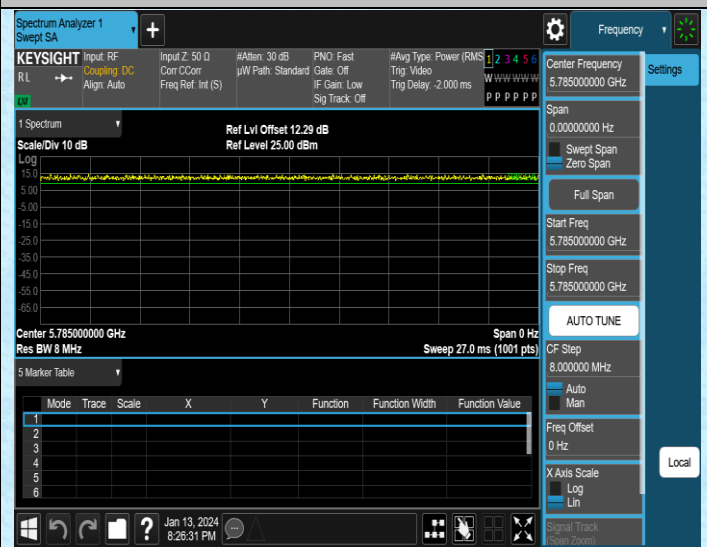 Spectrum Analyzer 1
Swept SA
+
Frequency
KEYSIGHT
RL
LXI
Input: RF
Coupling: DC
Align: Auto
Input Z: 50 Ω
Corr CCorr
Freq Ref: Int (S)
#Atten: 30 dB
µW Path: Standard
PNO: Fast
Gate: Off
IF Gain: Low
Sig Track: Off
#Avg Type: Power (RMS
Trig: Video
Trig Delay: -2.000 ms
1 2 3 4 5 6
W W W W W W
P P P P P P
Center Frequency
5.785000000 GHz
Settings
Span
0.00000000 Hz
Swept Span
Zero Span
Full Span
Start Freq
5.785000000 GHz
Stop Freq
5.785000000 GHz
AUTO TUNE
CF Step
8.000000 MHz
Auto
Man
Freq Offset
0 Hz
X Axis Scale
Log
Lin
Signal Track
(Span Zoom)
Local
1 Spectrum
Scale/Div 10 dB
Ref Lvl Offset 12.29 dB
Ref Level 25.00 dBm
Log
15.0
5.00
-5.00
-15.0
-25.0
-35.0
-45.0
-55.0
-65.0
Center 5.785000000 GHz
Span 0 Hz
Res BW 8 MHz
Sweep 27.0 ms (1001 pts)
5 Marker Table
Mode Trace Scale X Y Function Function Width Function Value
1
2
3
4
5
6
?
Jan 13, 2024
8:26:31 PM